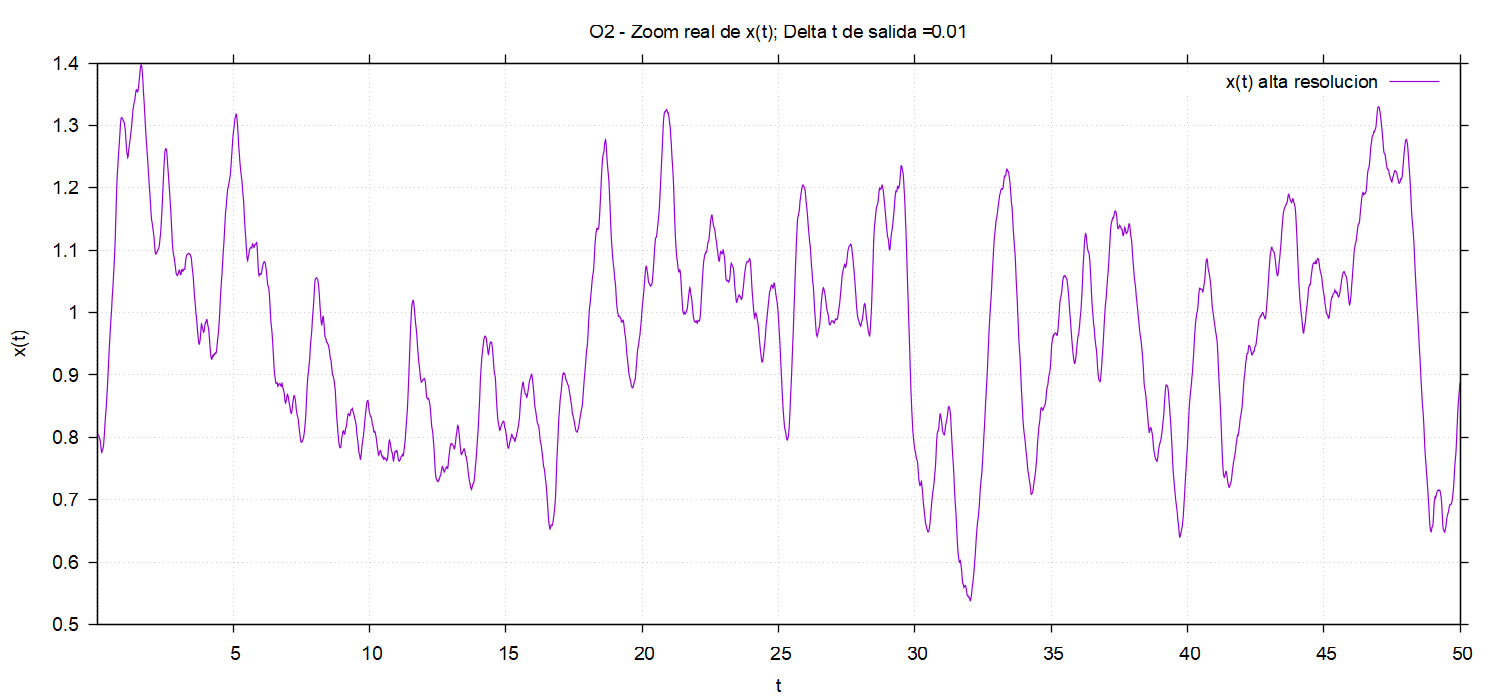 O2 - Zoom real de x(t); Delta t de salida =0.01
x(t) alta resolucion
1.4
1.3
1.2
1.1
1
0.9
0.8
0.7
0.6
0.5
x(t)
5 10 15 20 25 30 35 40 45 50
t